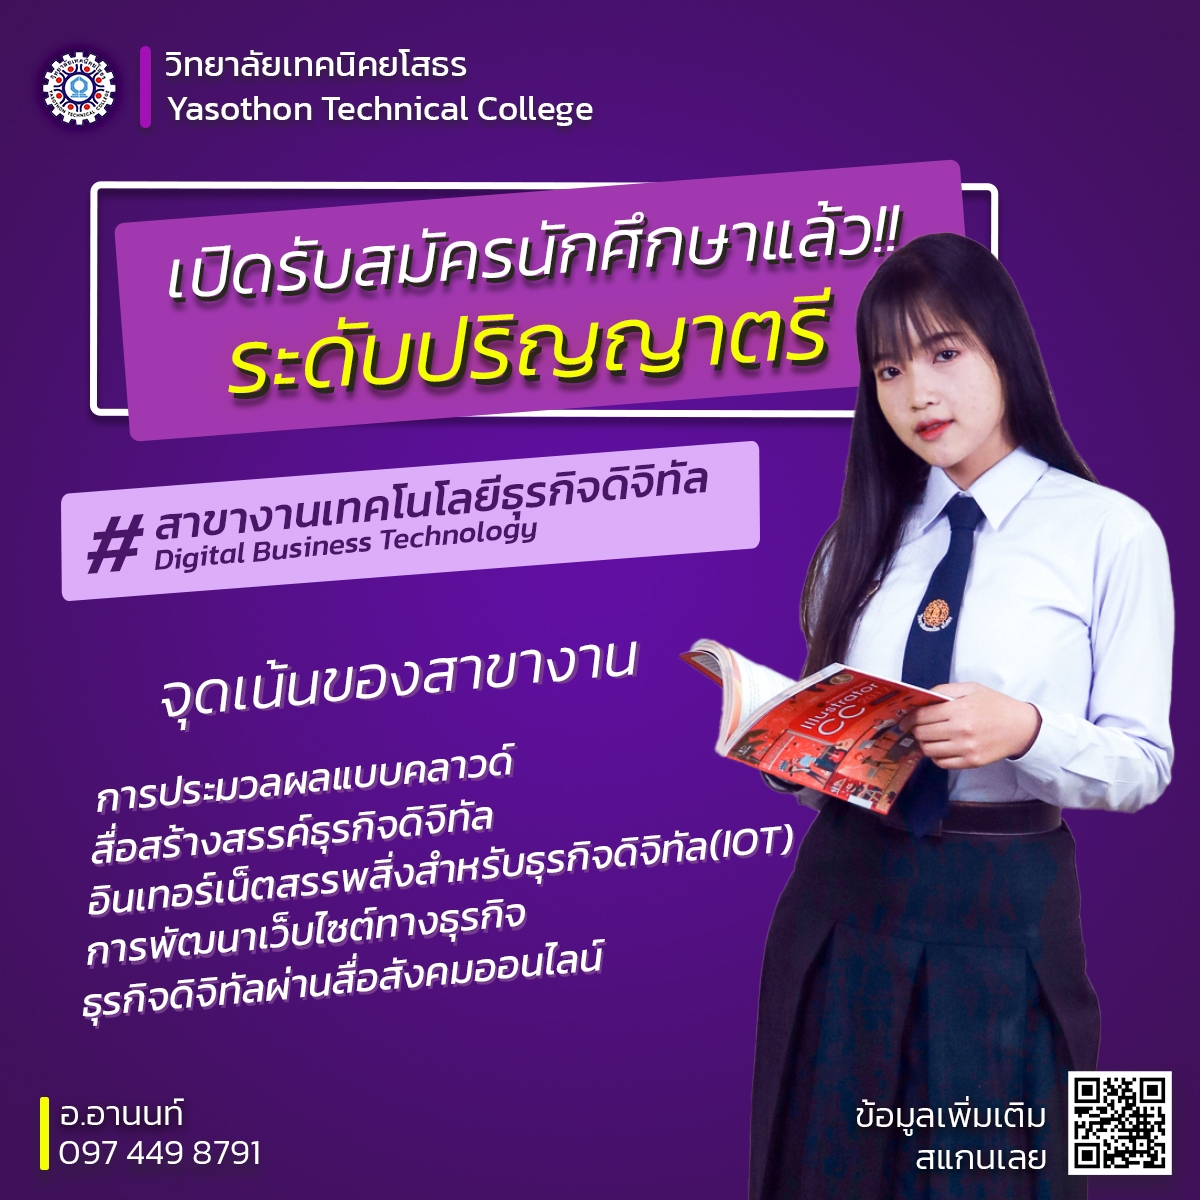 วิทยาลัยเทคนิคยโสธร
Yasothon Technical College
เปิดรับสมัครนักศึกษาแล้ว!!
ระดับปริญญาตรี
# สาขางานเทคโนโลยีธุรกิจดิจิทัล
Digital Business Technology
จุดเน้นของสาขางาน
การประมวลผลแบบคลาวด์
สื่อสร้างสรรค์ธุรกิจดิจิทัล
อินเทอร์เน็ตสรรพสิ่งสำหรับธุรกิจดิจิทัล(IOT)
การพัฒนาเว็บไซต์ทางธุรกิจ
ธุรกิจดิจิทัลผ่านสื่อสังคมออนไลน์
Illustrator
CC
อ.อานนท์
097 449 8791
ข้อมูลเพิ่มเติม
สแกนเลย